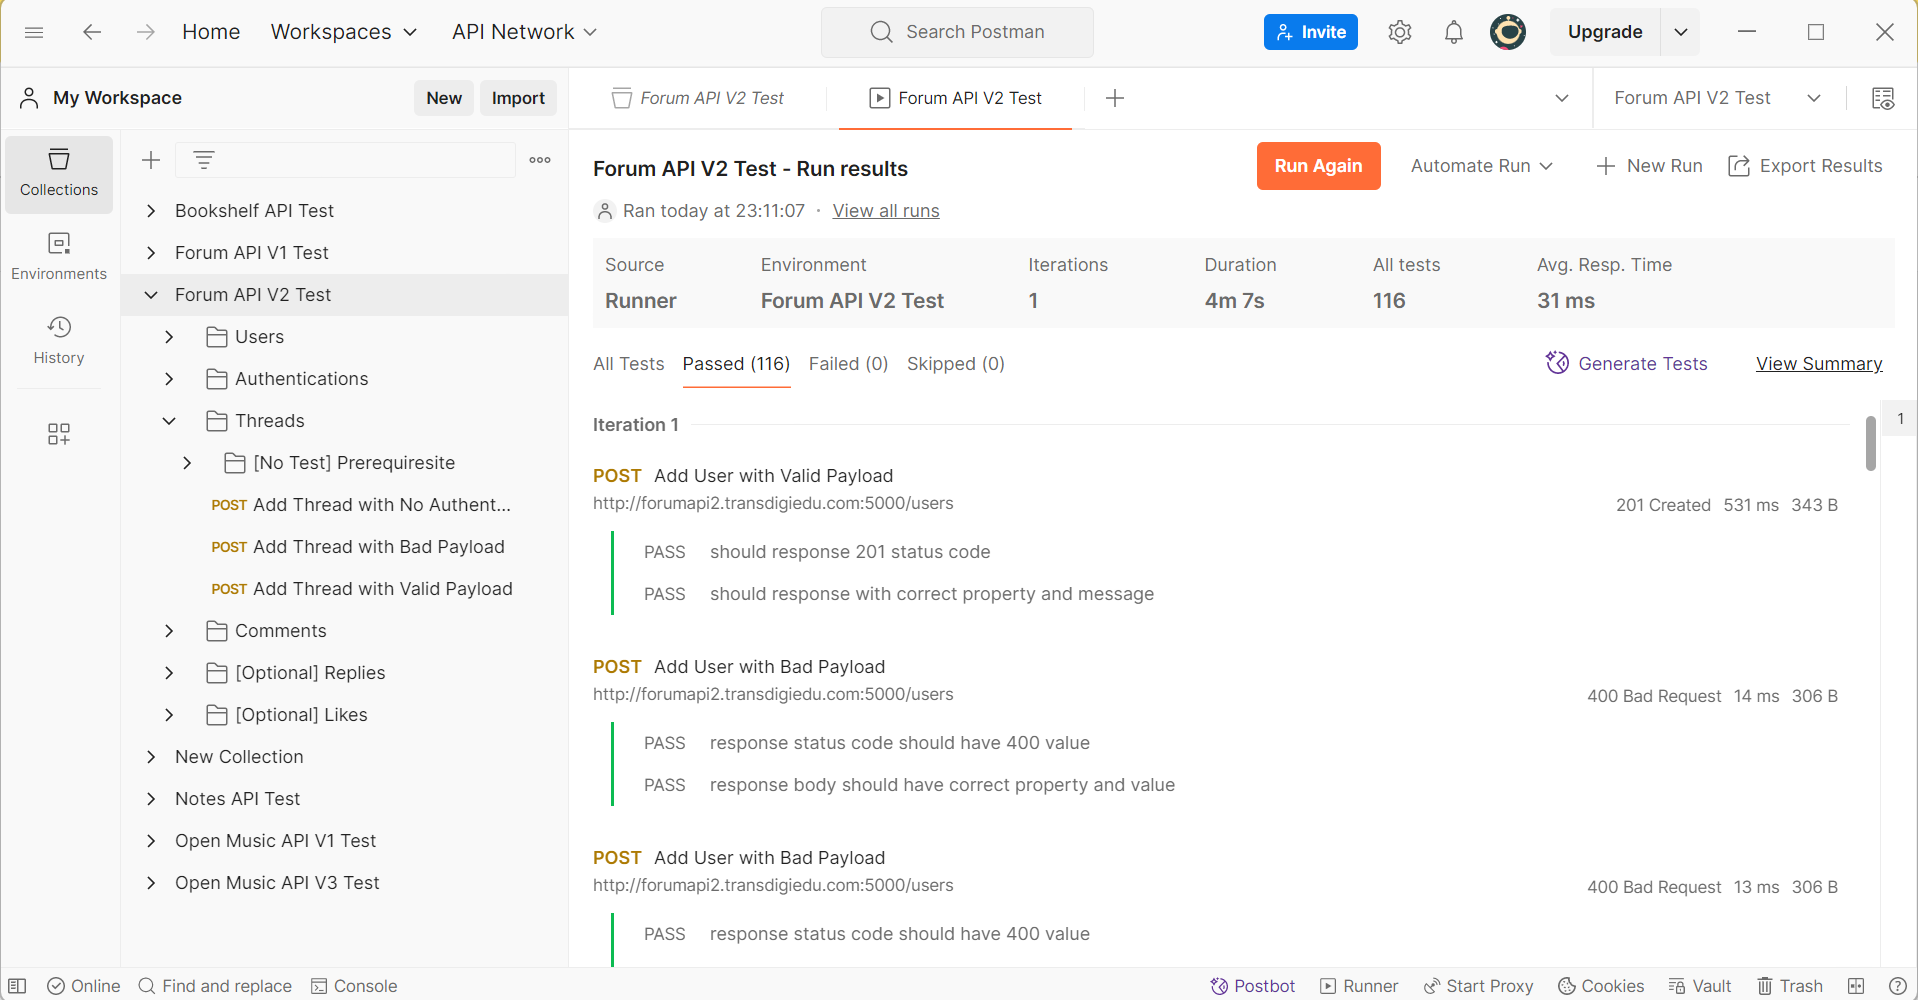 Home Workspaces API Network Search Postman Invite Upgrade
My Workspace New Import
Forum API V2 Test Forum API V2 Test Forum API V2 Test
Collections
Environments
History
Bookshelf API Test
Forum API V1 Test
Forum API V2 Test
Users
Authentications
Threads
[No Test] Prerequiresite
POST Add Thread with No Authent...
POST Add Thread with Bad Payload
POST Add Thread with Valid Payload
Comments
[Optional] Replies
[Optional] Likes
New Collection
Notes API Test
Open Music API V1 Test
Open Music API V3 Test
Forum API V2 Test - Run results
Run Again Automate Run New Run Export Results
Ran today at 23:11:07 · View all runs
Source Environment Iterations Duration All tests Avg. Resp. Time
Runner Forum API V2 Test 1 4m 7s 116 31 ms
All Tests Passed (116) Failed (0) Skipped (0) Generate Tests View Summary
Iteration 1
1
POST Add User with Valid Payload
http://forumapi2.transdigiedu.com:5000/users
201 Created 531 ms 343 B
PASS should response 201 status code
PASS should response with correct property and message
POST Add User with Bad Payload
http://forumapi2.transdigiedu.com:5000/users
400 Bad Request 14 ms 306 B
PASS response status code should have 400 value
PASS response body should have correct property and value
POST Add User with Bad Payload
http://forumapi2.transdigiedu.com:5000/users
400 Bad Request 13 ms 306 B
PASS response status code should have 400 value
Online Find and replace Console Postbot Runner Start Proxy Cookies Vault Trash